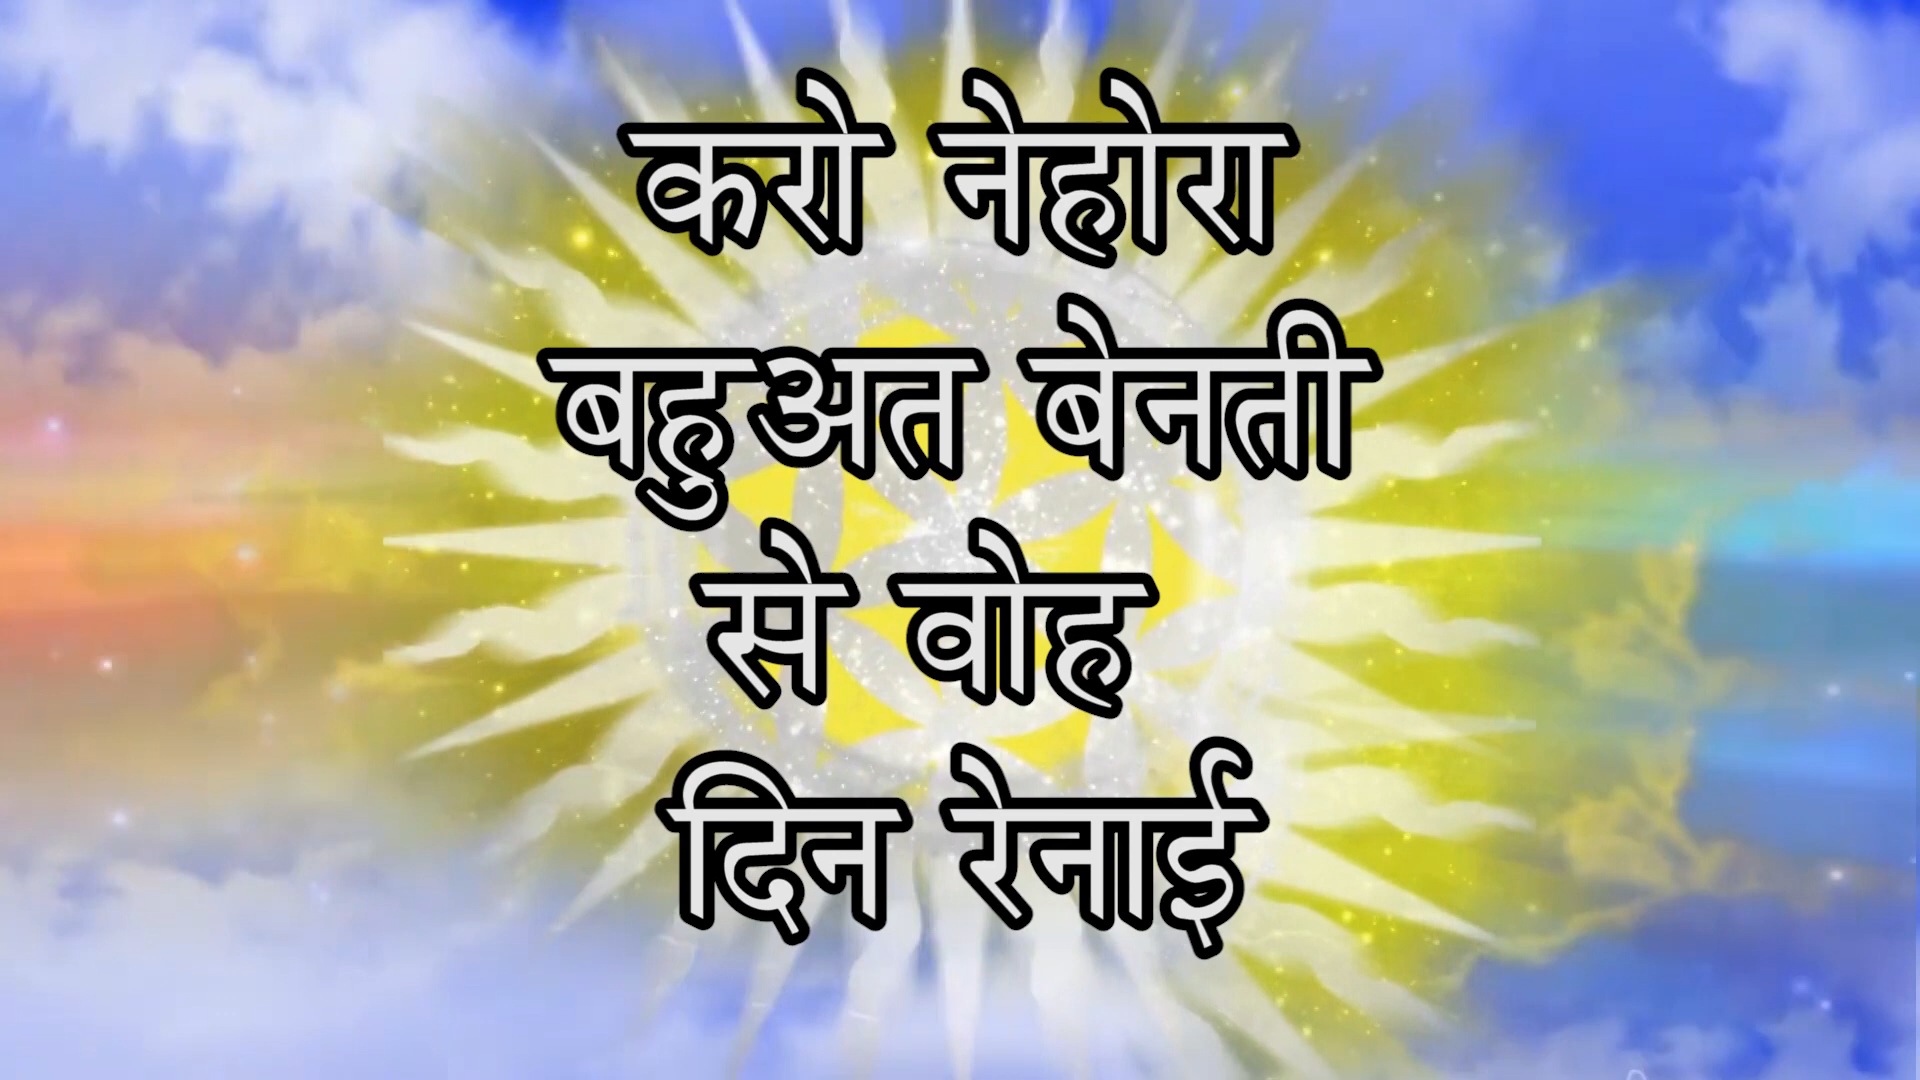 करो नेहोरा
बहुअत बेनती
से वोह
दिन रेनाई